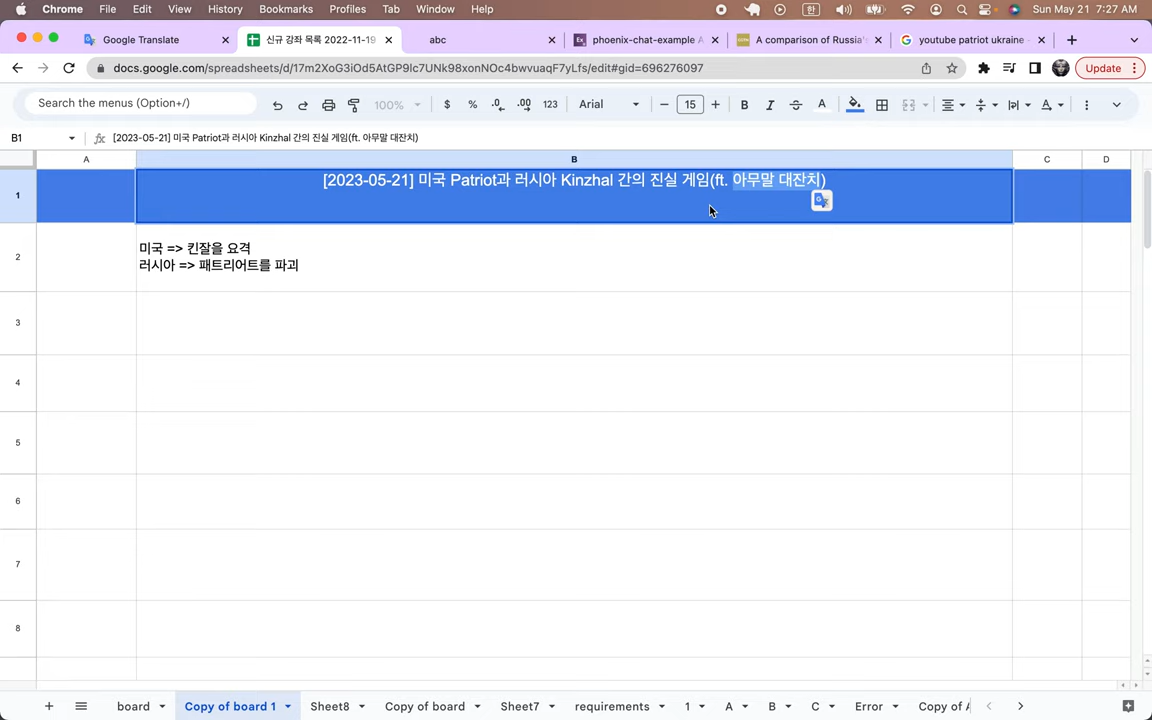 Chrome File Edit View History Bookmarks Profiles Tab Window Help 한 Sun May 21 7:27 AM
Google Translate 신규 강좌 목록 2022-11-19 abc phoenix-chat-example A comparison of Russia's youtube patriot ukraine -
docs.google.com/spreadsheets/d/17m2XoG3iOd5AtGP9lc7UNk98xonNOc4bwvuaqF7yLfs/edit#gid=696276097 Update
Search the menus (Option+/) 100% $ % .0 .00 123 Arial 15 B I S A
B1 fx [2023-05-21] 미국 Patriot과 러시아 Kinzhal 간의 진실 게임(ft. 아무말 대잔치)
A B C D
1 [2023-05-21] 미국 Patriot과 러시아 Kinzhal 간의 진실 게임(ft. 아무말 대잔치)
미국 => 킨잘을 요격
2
러시아 => 패트리어트를 파괴
3
4
5
6
7
8
board Copy of board 1 Sheet8 Copy of board Sheet7 requirements 1 A B C Error Copy of